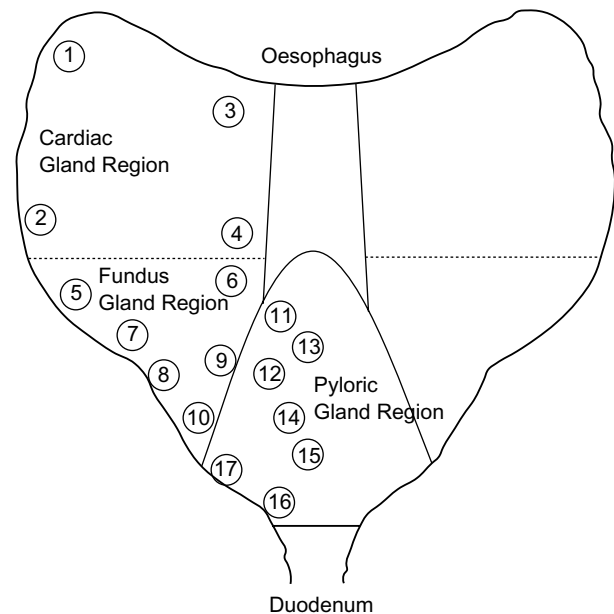 Oesophagus
1
3
Cardiac
Gland Region
2
4
Fundus
Gland Region
6
5
7
11
13
9
12
8
Pyloric
Gland Region
10
14
15
17
16
Duodenum